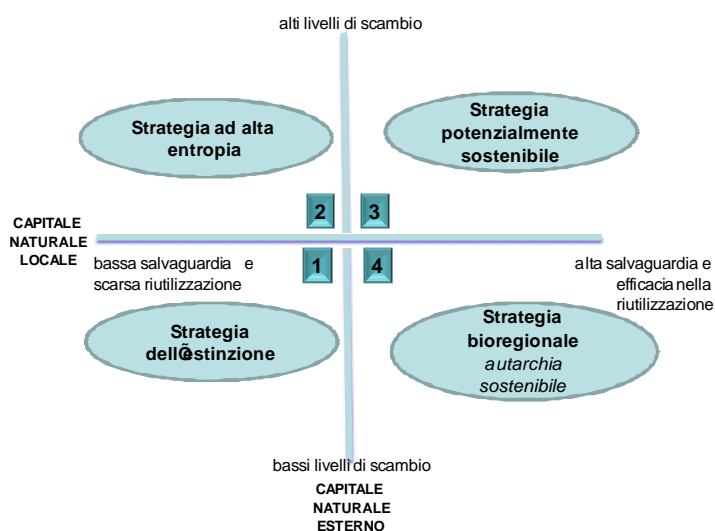 alti livelli di scambio
Strategia ad alta
entropia
Strategia
potenzialmente
sostenibile
2
3
CAPITALE
NATURALE
LOCALE
1
4
bassa salvaguardia e
scarsa riutilizzazione
alta salvaguardia e
efficacia nella
riutilizzazione
Strategia
dellÕestinzione
Strategia
bioregionale
autarchia
sostenibile
bassi livelli di scambio
CAPITALE
NATURALE
ESTERNO